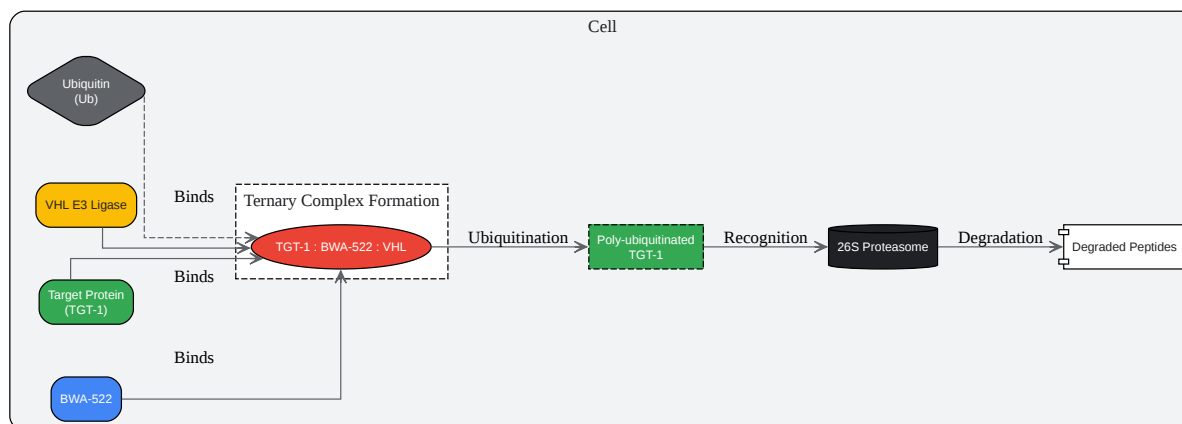 Cell
Ubiquitin
(Ub)
VHL E3 Ligase
Binds
Ternary Complex Formation
TGT-1 : BWA-522 : VHL
Ubiquitination
Poly-ubiquitinated
TGT-1
Recognition
26S Proteasome
Degradation
Degraded Peptides
Binds
Target Protein
(TGT-1)
Binds
BWA-522